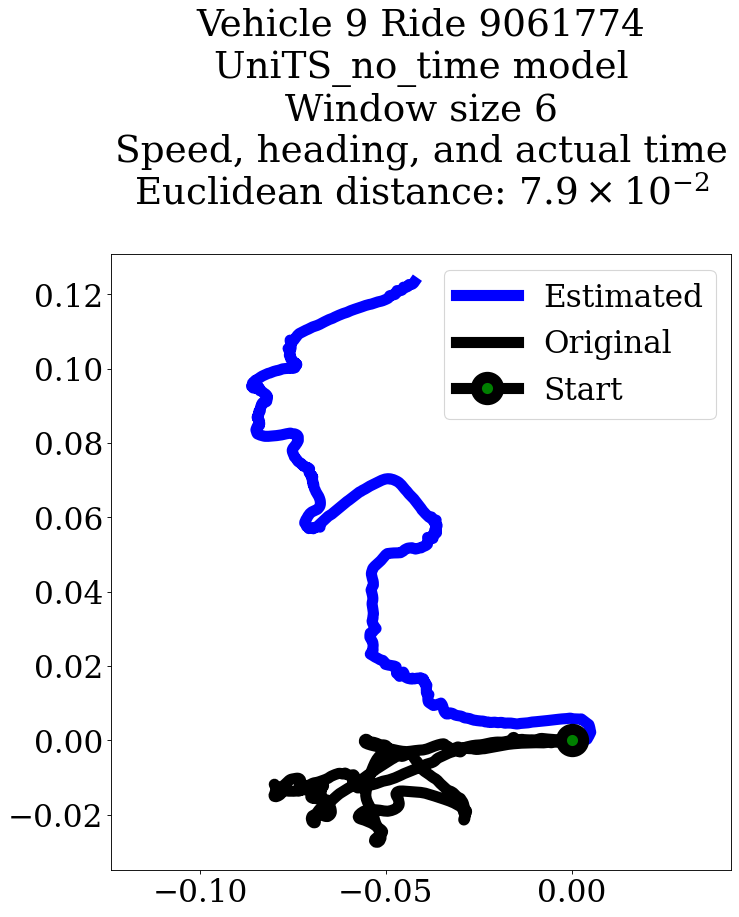 Vehicle 9 Ride 9061774
UniTS_no_time model
Window size 6
Speed, heading, and actual time
Euclidean distance: 7.9 × 10⁻²
Estimated
Original
Start
0.12
0.10
0.08
0.06
0.04
0.02
0.00
−0.02
−0.10
−0.05
0.00